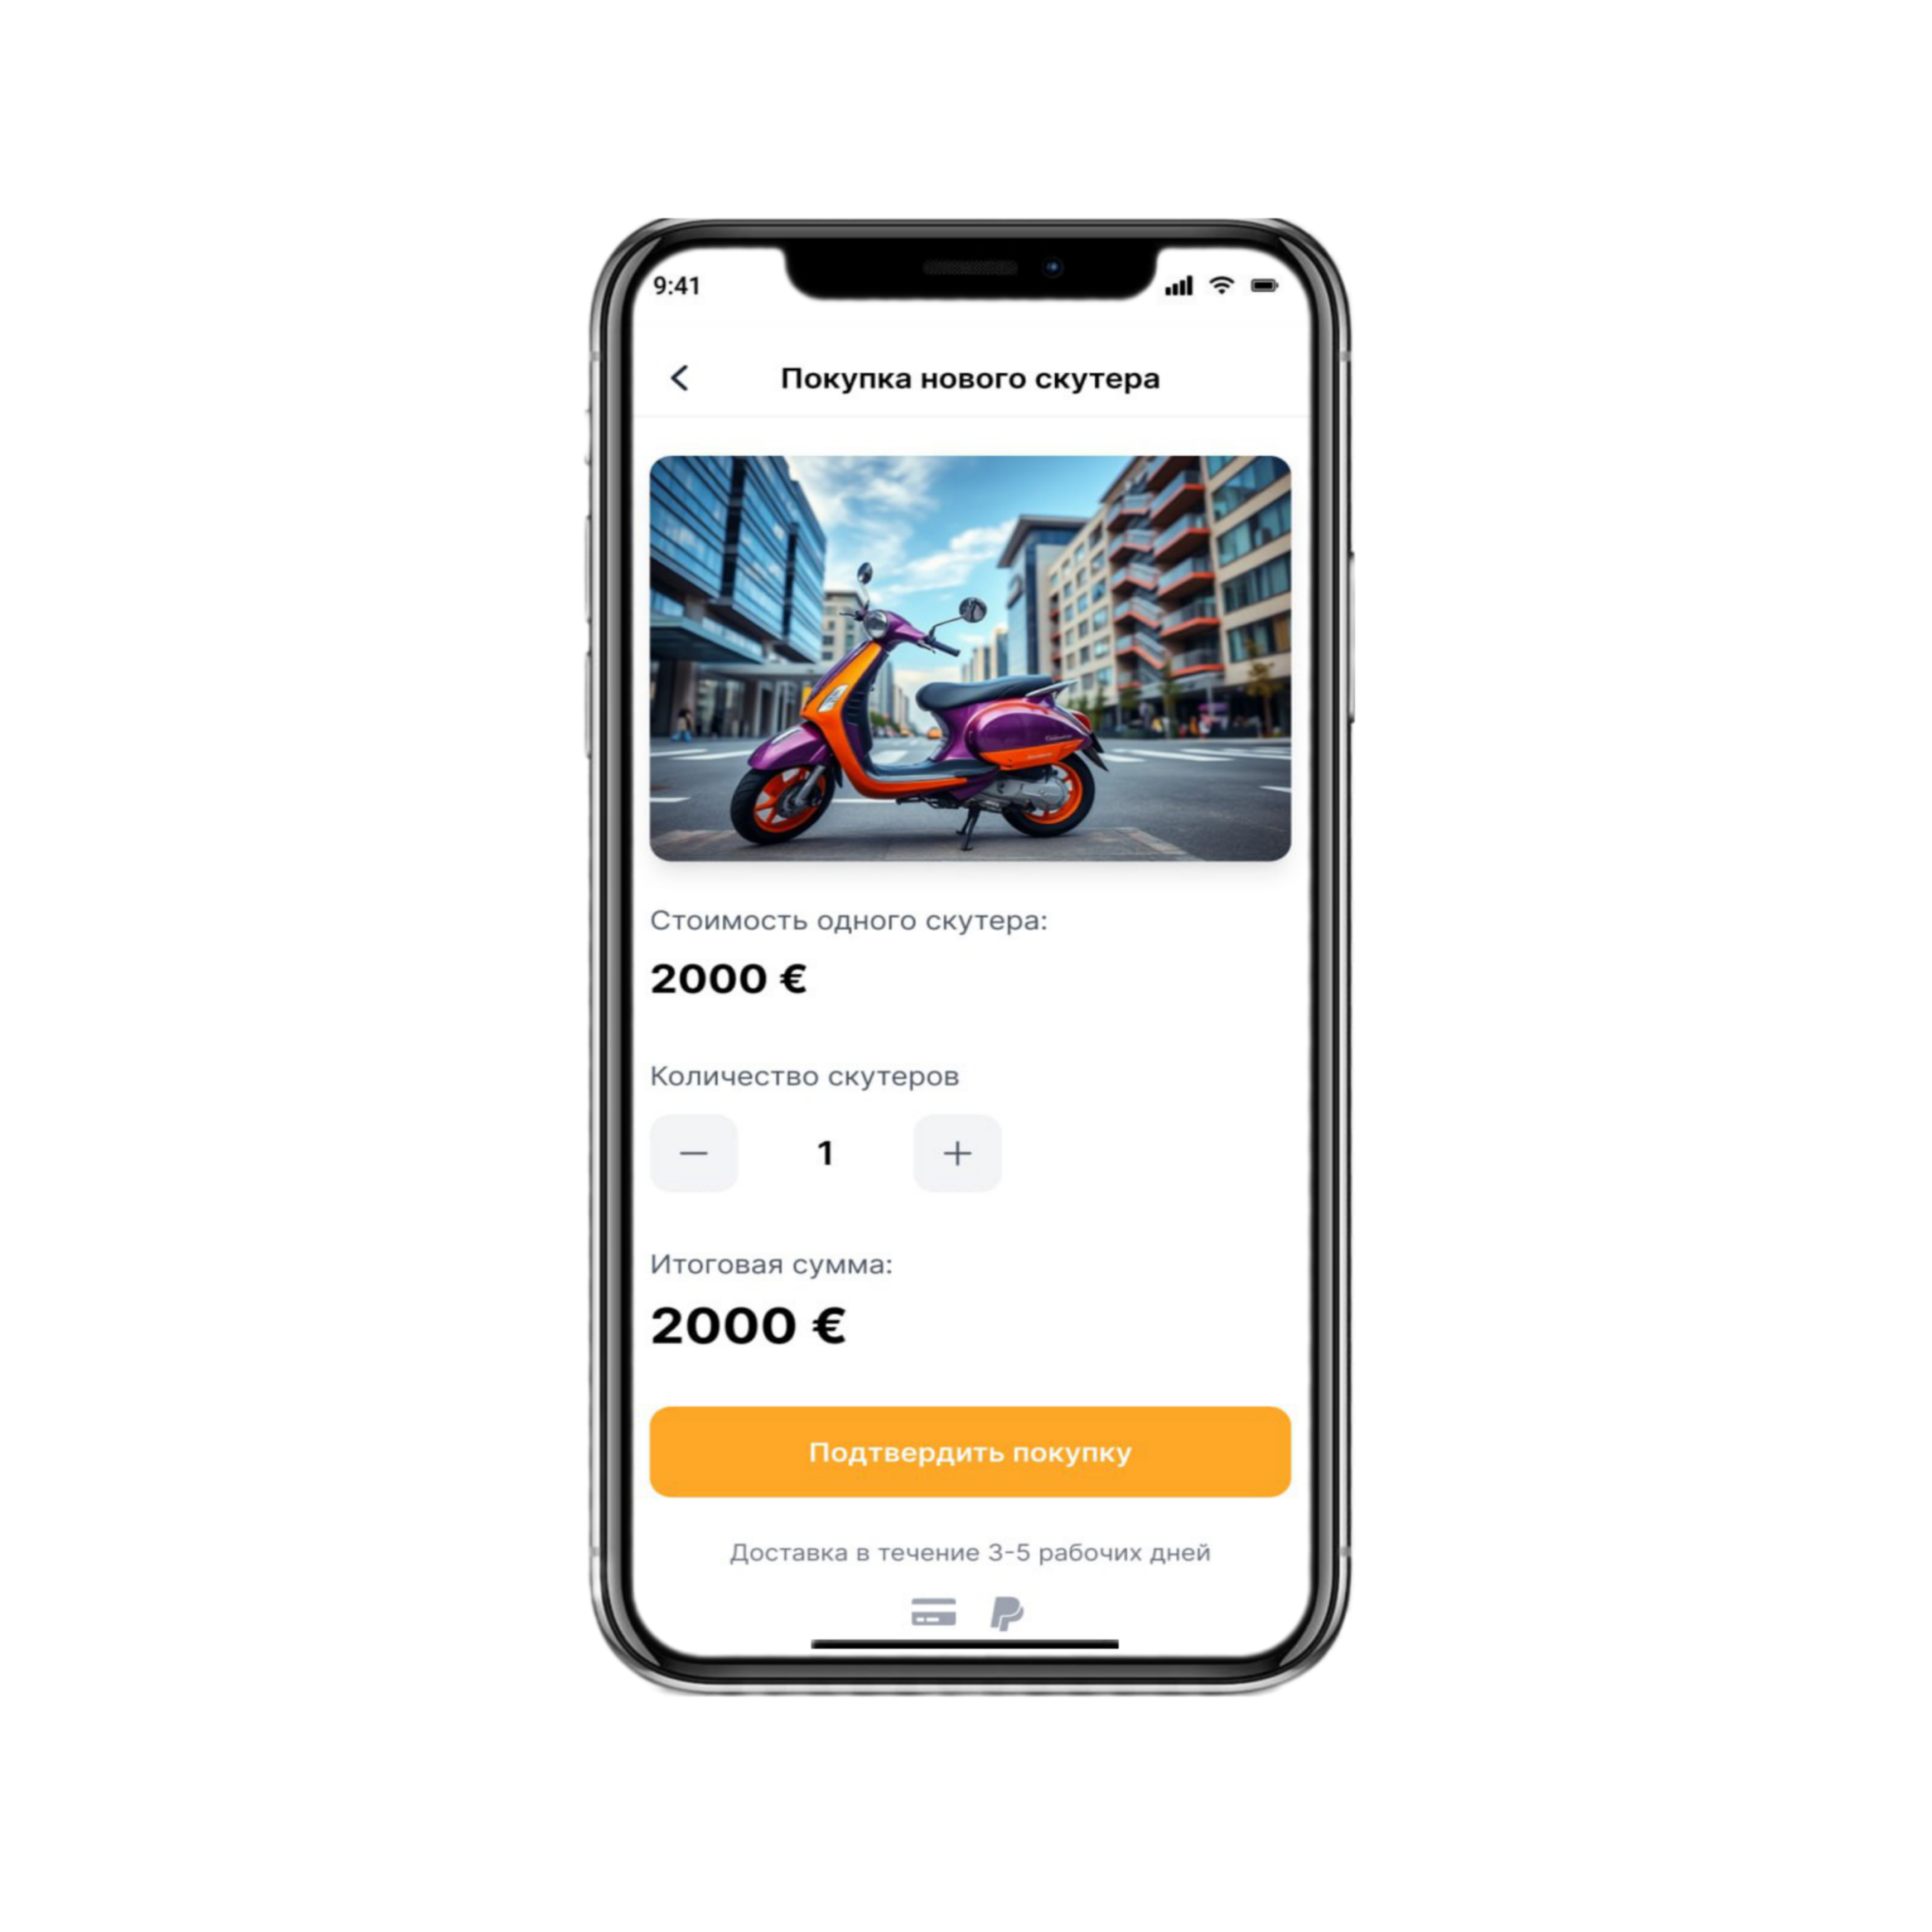 9:41
Покупка нового скутера
Стоимость одного скутера:
2000 €
Количество скутеров
1
Итоговая сумма:
2000 €
Подтвердить покупку
Доставка в течение 3-5 рабочих дней